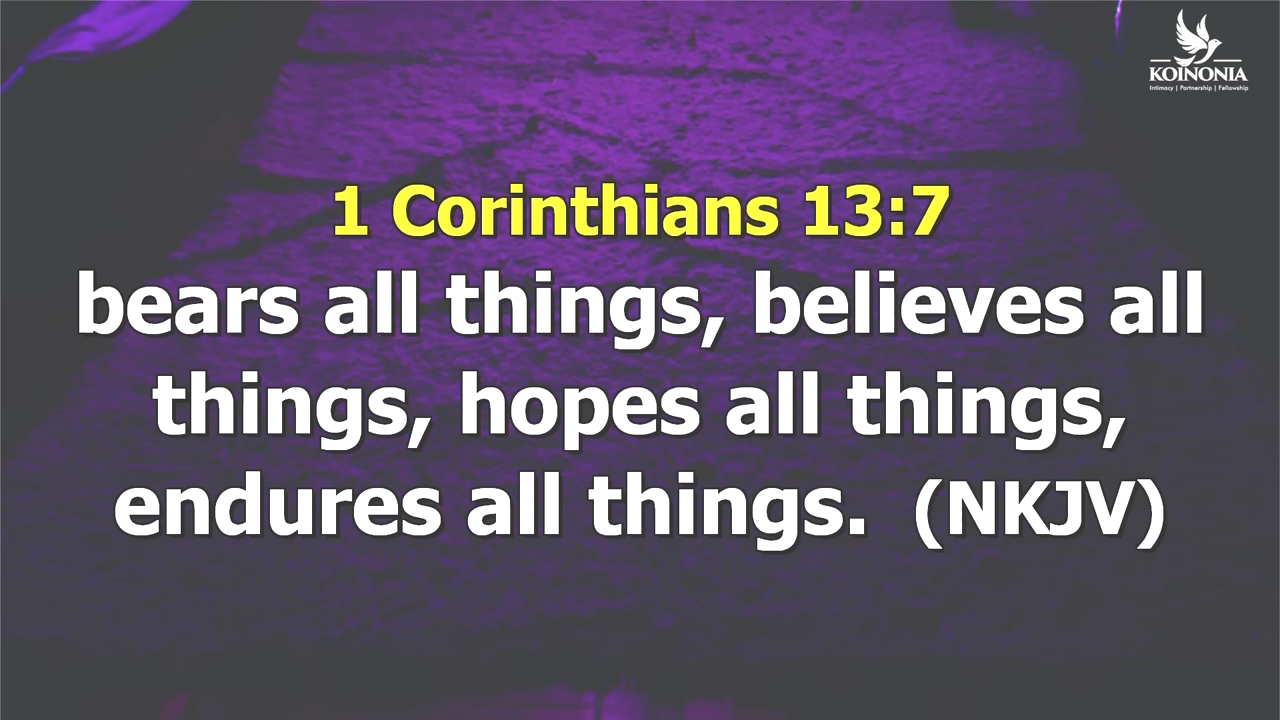 KOINONIA
Intimacy | Partnership | Fellowship
1 Corinthians 13:7
bears all things, believes all
things, hopes all things,
endures all things. (NKJV)